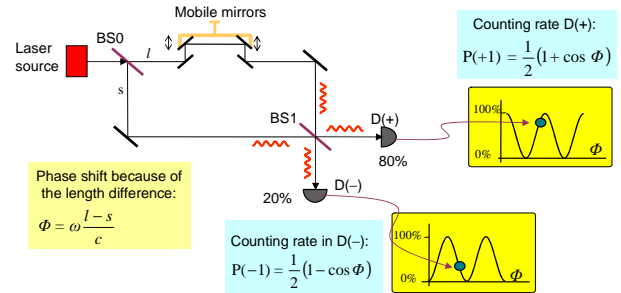 Mobile mirrors
Laser
source
BS0
l
s
Counting rate D(+):
P(+1) = 1/2 (1+ cos Φ)
100%
0%
Φ
BS1
D(+)
80%
D(−)
20%
Phase shift because of
the length difference:
Φ = ω l − s / c
Counting rate in D(−):
P(−1) = 1/2 (1− cos Φ)
100%
0%
Φ